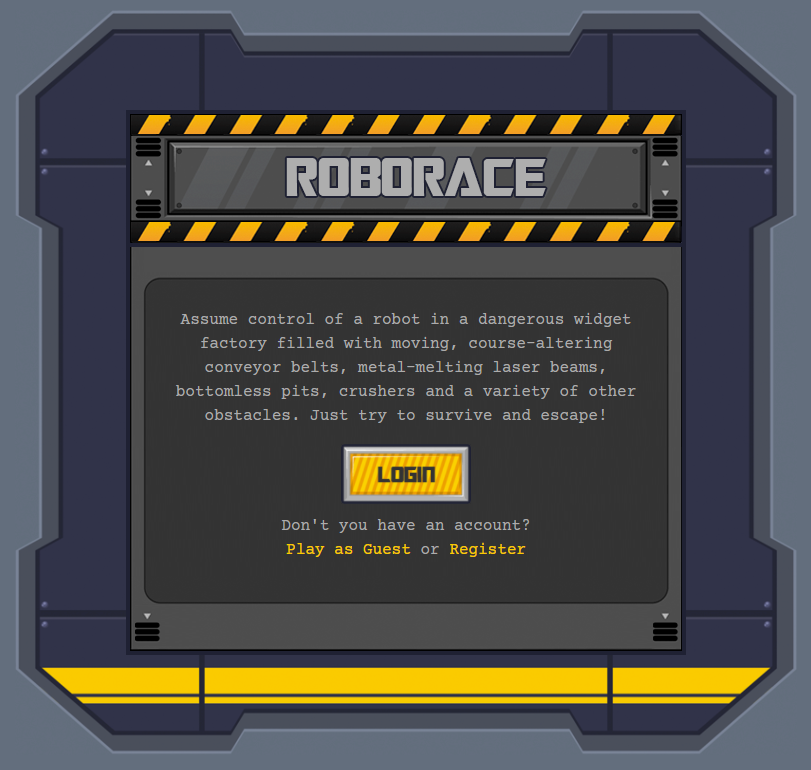 ROBORACE
Assume control of a robot in a dangerous widget
factory filled with moving, course-altering
conveyor belts, metal-melting laser beams,
bottomless pits, crushers and a variety of other
obstacles. Just try to survive and escape!
LOGIN
Don't you have an account?
Play as Guest or Register